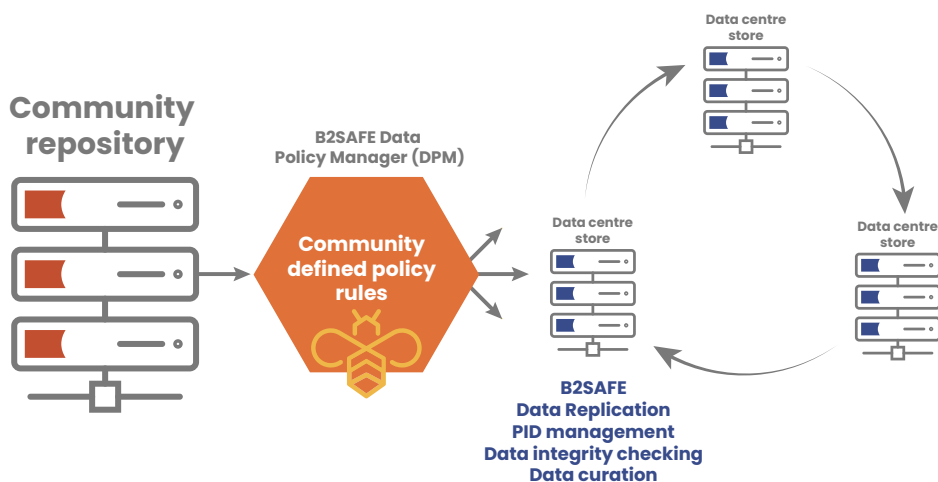 Community
repository
B2SAFE Data
Policy Manager (DPM)
Community
defined policy
rules
Data centre
store
Data centre
store
Data centre
store
B2SAFE
Data Replication
PID management
Data integrity checking
Data curation